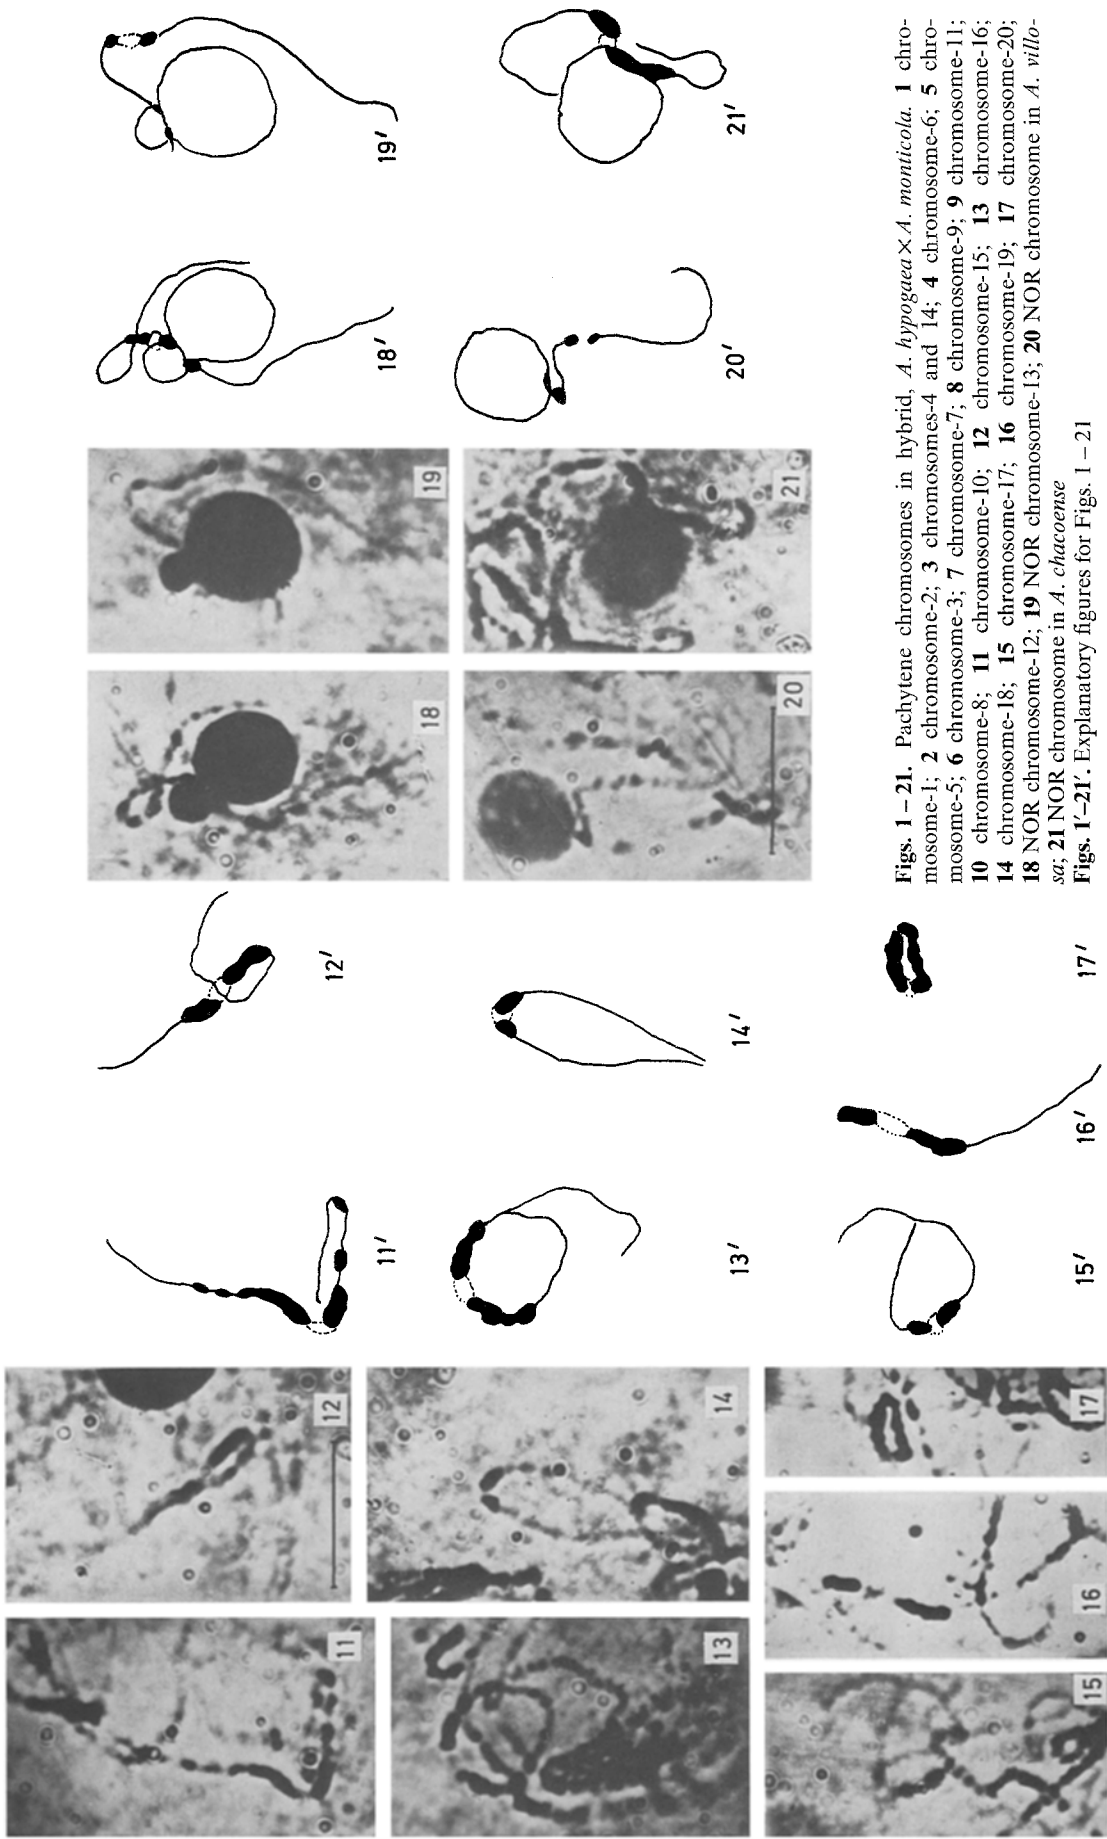 11
12
11′
12′
13
14
13′
14′
15
16
17
15′
16′
17′
18
19
18′
19′
20
21
20′
21′
Figs. 1–21. Pachytene chromosomes in hybrid, A. hypogaea × A. monticola. 1 chro-
mosome-1; 2 chromosome-2; 3 chromosomes-4 and 14; 4 chromosome-6; 5 chro-
mosome-5; 6 chromosome-3; 7 chromosome-7; 8 chromosome-9; 9 chromosome-11;
10 chromosome-8; 11 chromosome-10; 12 chromosome-15; 13 chromosome-16;
14 chromosome-18; 15 chromosome-17; 16 chromosome-19; 17 chromosome-20;
18 NOR chromosome-12; 19 NOR chromosome-13; 20 NOR chromosome in A. villo-
sa; 21 NOR chromosome in A. chacoense
Figs. 1′–21′. Explanatory figures for Figs. 1–21